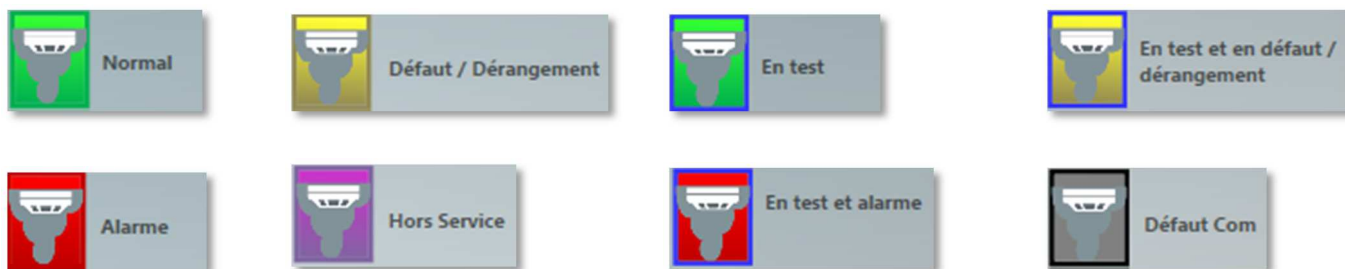 Normal
Défaut / Dérangement
En test
En test et en défaut /
dérangement
Alarme
Hors Service
En test et alarme
Défaut Com